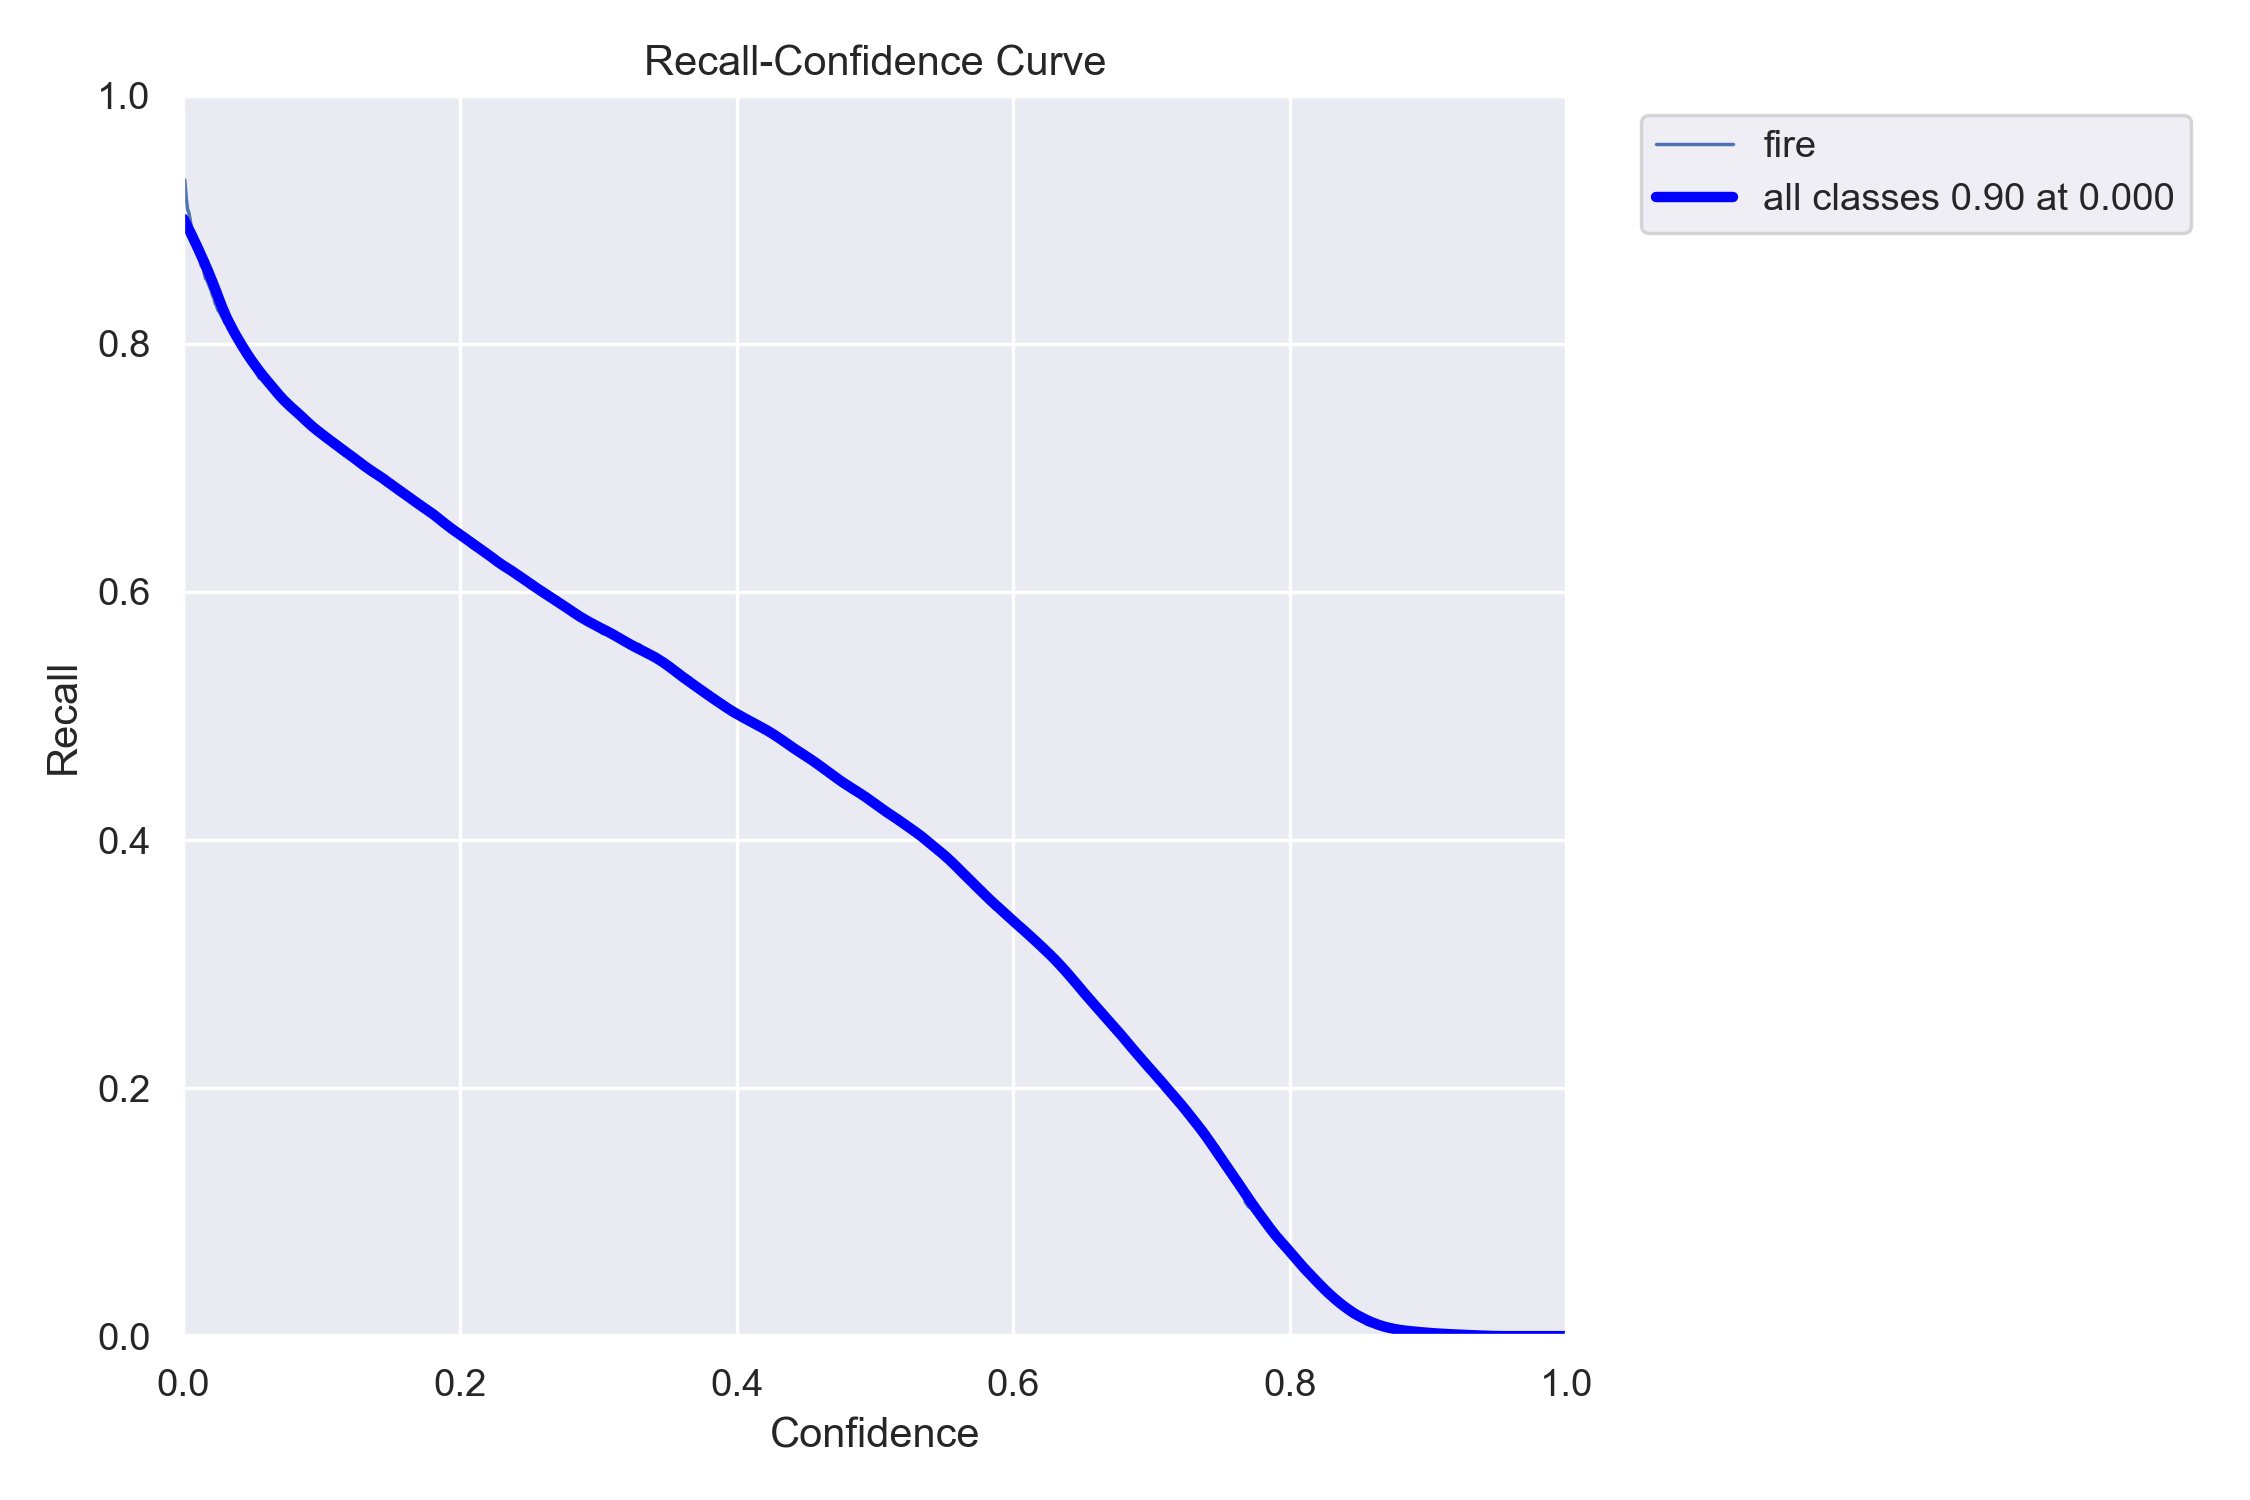 Recall-Confidence Curve
1.0
0.8
0.6
0.4
0.2
0.0
Recall
0.0 0.2 0.4 0.6 0.8 1.0
Confidence
fire
all classes 0.90 at 0.000